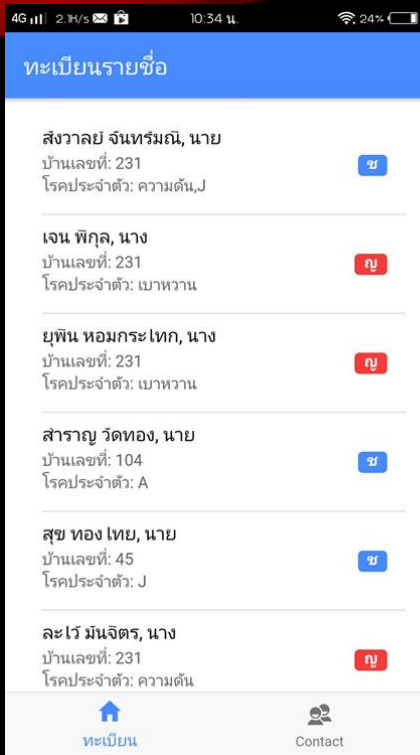 4G 2.1K/s 10:34 น. 24%
ทะเบียนรายชื่อ
สังวาลย์ จันทร์มณี, นาย
บ้านเลขที่: 231
ช
โรคประจำตัว: ความดัน,J
เจน พิกุล, นาง
บ้านเลขที่: 231
ญ
โรคประจำตัว: เบาหวาน
ยุพิน หอมกระโทก, นาง
บ้านเลขที่: 231
ญ
โรคประจำตัว: เบาหวาน
สำราญ วัดทอง, นาย
บ้านเลขที่: 104
ช
โรคประจำตัว: A
สุข ทองไทย, นาย
บ้านเลขที่: 45
ช
โรคประจำตัว: J
ละไว้ มั่นจิตร, นาง
บ้านเลขที่: 231
ญ
โรคประจำตัว: ความดัน
ทะเบียน
Contact